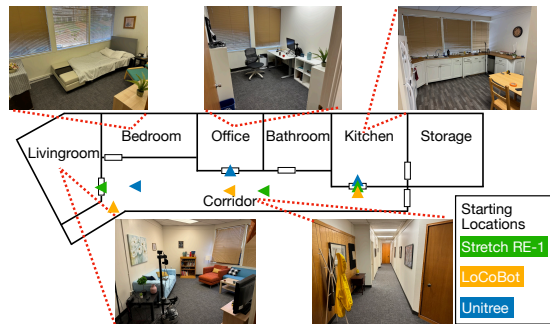 Bedroom
Office
Bathroom
Kitchen
Storage
Livingroom
Corridor
Starting
Locations
Stretch RE-1
LoCoBot
Unitree